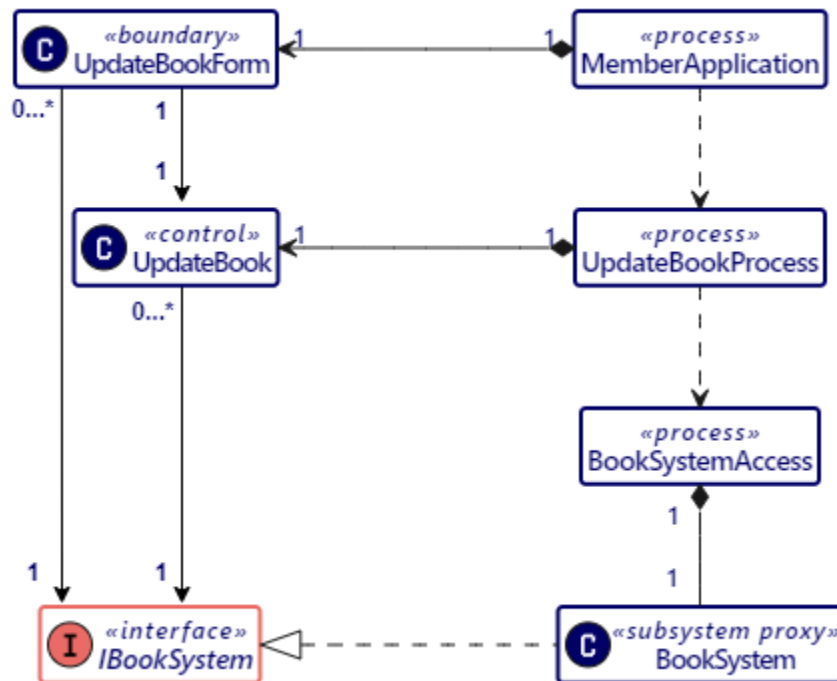 C
«boundary»
UpdateBookForm
1
1
«process»
MemberApplication
0...*
1
1
C
«control»
UpdateBook
1
1
«process»
UpdateBookProcess
0...*
«process»
BookSystemAccess
1
1
1
1
I
«interface»
IBookSystem
C
«subsystem proxy»
BookSystem